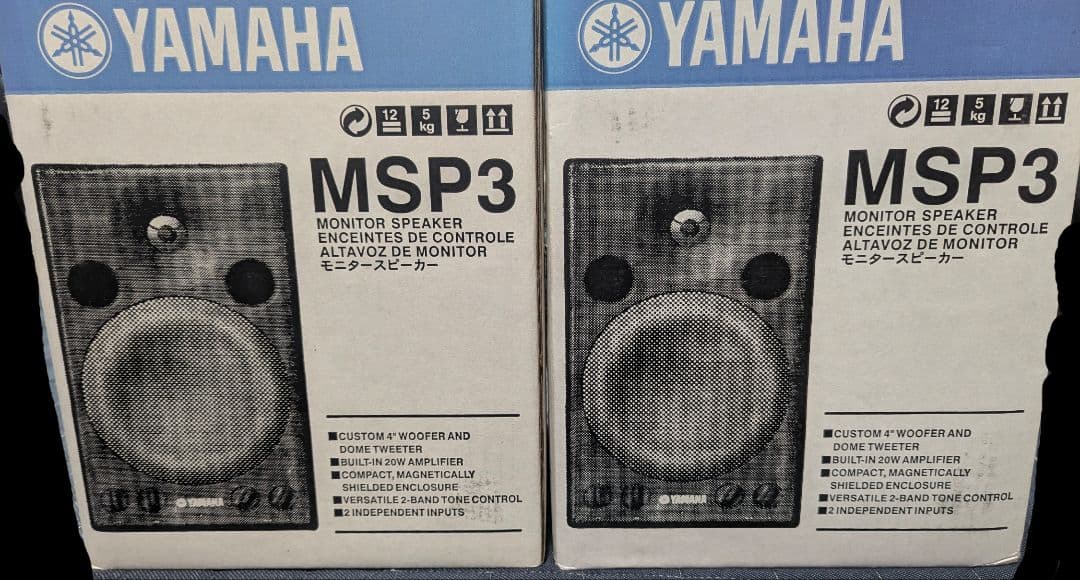 YAMAHA
12
5
kg
MSP3
MONITOR SPEAKER
ENCEINTES DE CONTROLE
ALTAVOZ DE MONITOR
モニタースピーカー
■CUSTOM 4" WOOFER AND
DOME TWEETER
■BUILT-IN 20W AMPLIFIER
■COMPACT, MAGNETICALLY
SHIELDED ENCLOSURE
■VERSATILE 2-BAND TONE CONTROL
■2 INDEPENDENT INPUTS
YAMAHA
YAMAHA
12
5
kg
MSP3
MONITOR SPEAKER
ENCEINTES DE CONTROLE
ALTAVOZ DE MONITOR
モニタースピーカー
■CUSTOM 4" WOOFER AND
DOME TWEETER
■BUILT-IN 20W AMPLIFIER
■COMPACT, MAGNETICALLY
SHIELDED ENCLOSURE
■VERSATILE 2-BAND TONE CONTROL
■2 INDEPENDENT INPUTS
YAMAHA